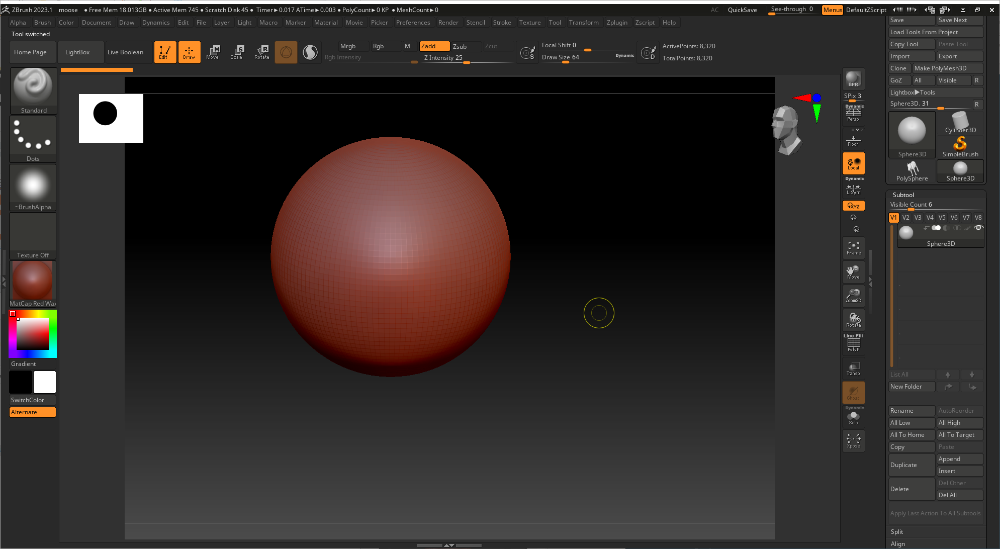 ZBrush 2023.1 moose ● Free Mem 18.013GB ● Active Mem 745 ● Scratch Disk 45 ● Timer►0.017 ATime►0.003 ● PolyCount►0 KP ● MeshCount►0
AC QuickSave See-through 0 Menus DefaultZScript
Alpha Brush Color Document Draw Dynamics Edit File Layer Light Macro Marker Material Movie Picker Preferences Render Stencil Stroke Texture Tool Transform Zplugin Zscript Help
Tool switched
Home Page LightBox Live Boolean
Edit Draw Move Scale Rotate
M S R
Mrgb Rgb M Zadd Zsub Zcut
Rgb Intensity Z Intensity 25
S
Focal Shift 0
Draw Size 64 Dynamic
D
ActivePoints: 8,320
TotalPoints: 8,320
Standard
Dots
~BrushAlpha
Texture Off
MatCap Red Wax
Gradient
SwitchColor
Alternate
BPR
SPix 3
Dynamic
Persp
Floor
Local
Dynamic
L.Sym
XYZ
Y
Z
Frame
Move
Zoom3D
Rotate
Line Fill
PolyF
Transp
Ghost
Dynamic
Solo
Xpose
Save Save Next
Load Tools From Project
Copy Tool Paste Tool
Import Export
Clone Make PolyMesh3D
GoZ All Visible R
Lightbox►Tools
Sphere3D. 31 R
Sphere3D
Cylinder3D
SimpleBrush
PolySphere Sphere3D
Subtool
Visible Count 6
V1 V2 V3 V4 V5 V6 V7 V8
Sphere3D
List All
New Folder
Rename AutoReorder
All Low All High
All To Home All To Target
Copy Paste
Duplicate
Append
Insert
Delete
Del Other
Del All
Apply Last Action To All Subtools
Split
Align